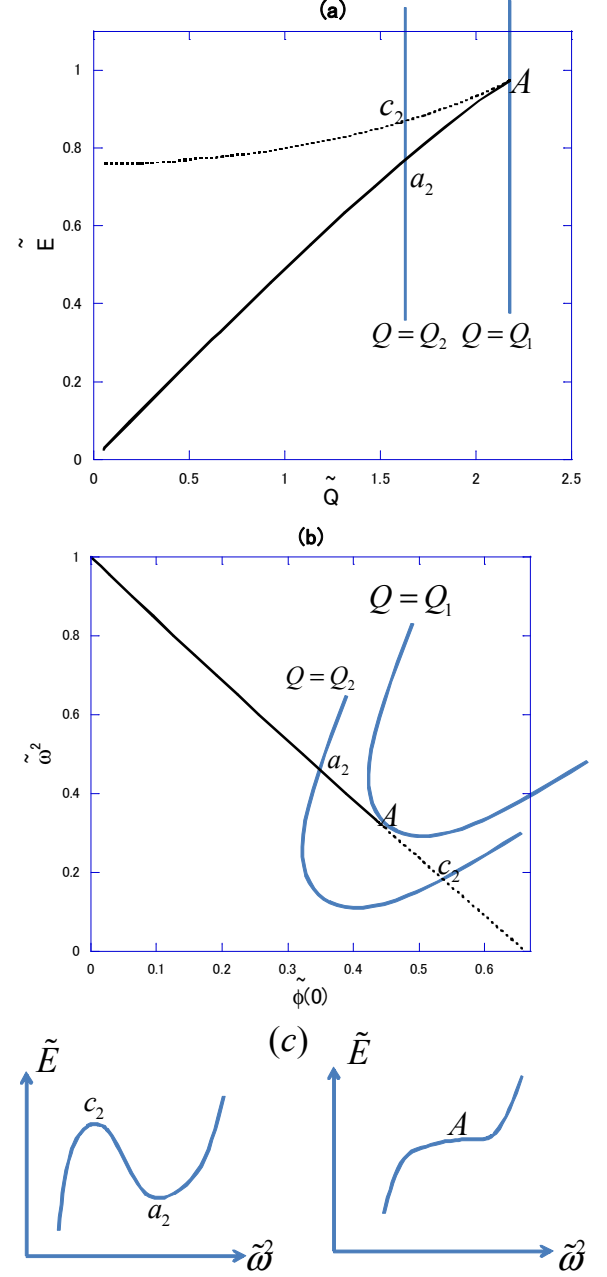 (a)
1
0.8
0.6
0.4
0.2
0
Ẽ
c₂
A
a₂
Q = Q₂ Q = Q₁
0 0.5 1 1.5 2 2.5
Q̃
(b)
1
0.8
0.6
0.4
0.2
0
ω̃²
Q = Q₁
Q = Q₂
a₂
A
c₂
0 0.1 0.2 0.3 0.4 0.5 0.6
ϕ̃(0)
(c)
Ẽ
c₂
a₂
ω̃²
Ẽ
A
ω̃²